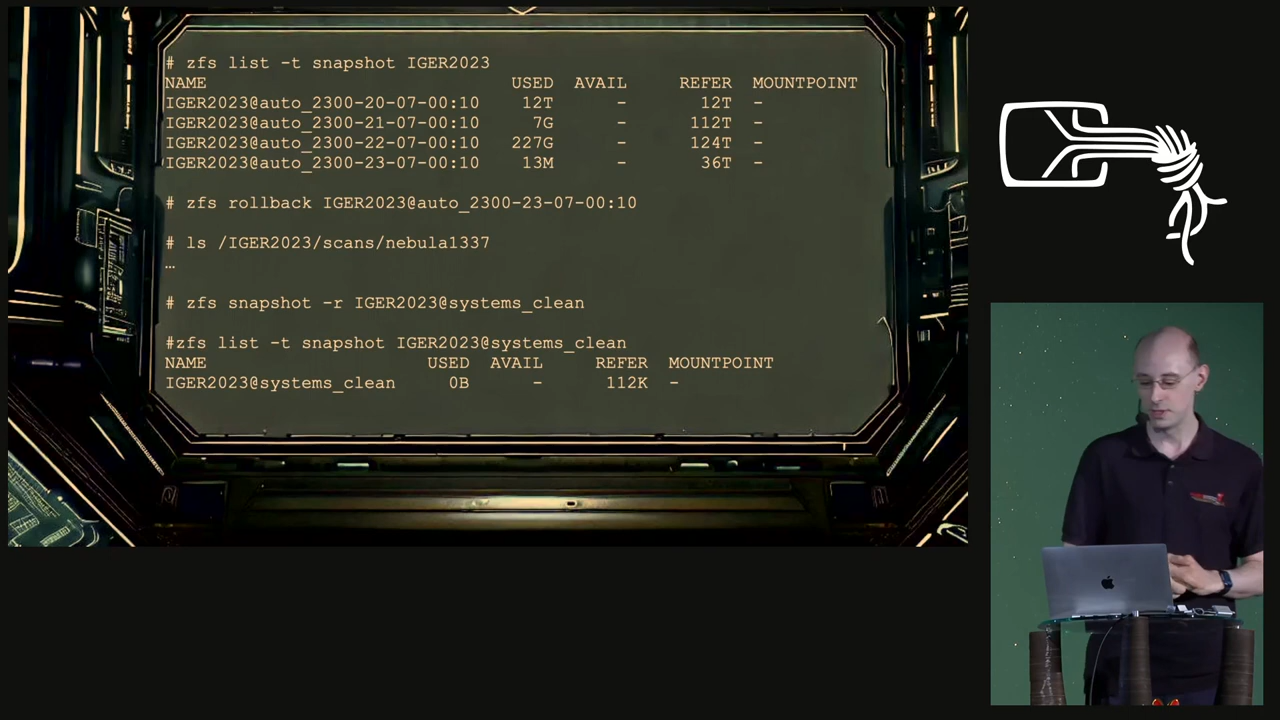 # zfs list -t snapshot IGER2023
NAME USED AVAIL REFER MOUNTPOINT
IGER2023@auto_2300-20-07-00:10 12T - 12T -
IGER2023@auto_2300-21-07-00:10 7G - 112T -
IGER2023@auto_2300-22-07-00:10 227G - 124T -
IGER2023@auto_2300-23-07-00:10 13M - 36T -
# zfs rollback IGER2023@auto_2300-23-07-00:10
# ls /IGER2023/scans/nebula1337
…
# zfs snapshot -r IGER2023@systems_clean
#zfs list -t snapshot IGER2023@systems_clean
NAME USED AVAIL REFER MOUNTPOINT
IGER2023@systems_clean 0B - 112K -